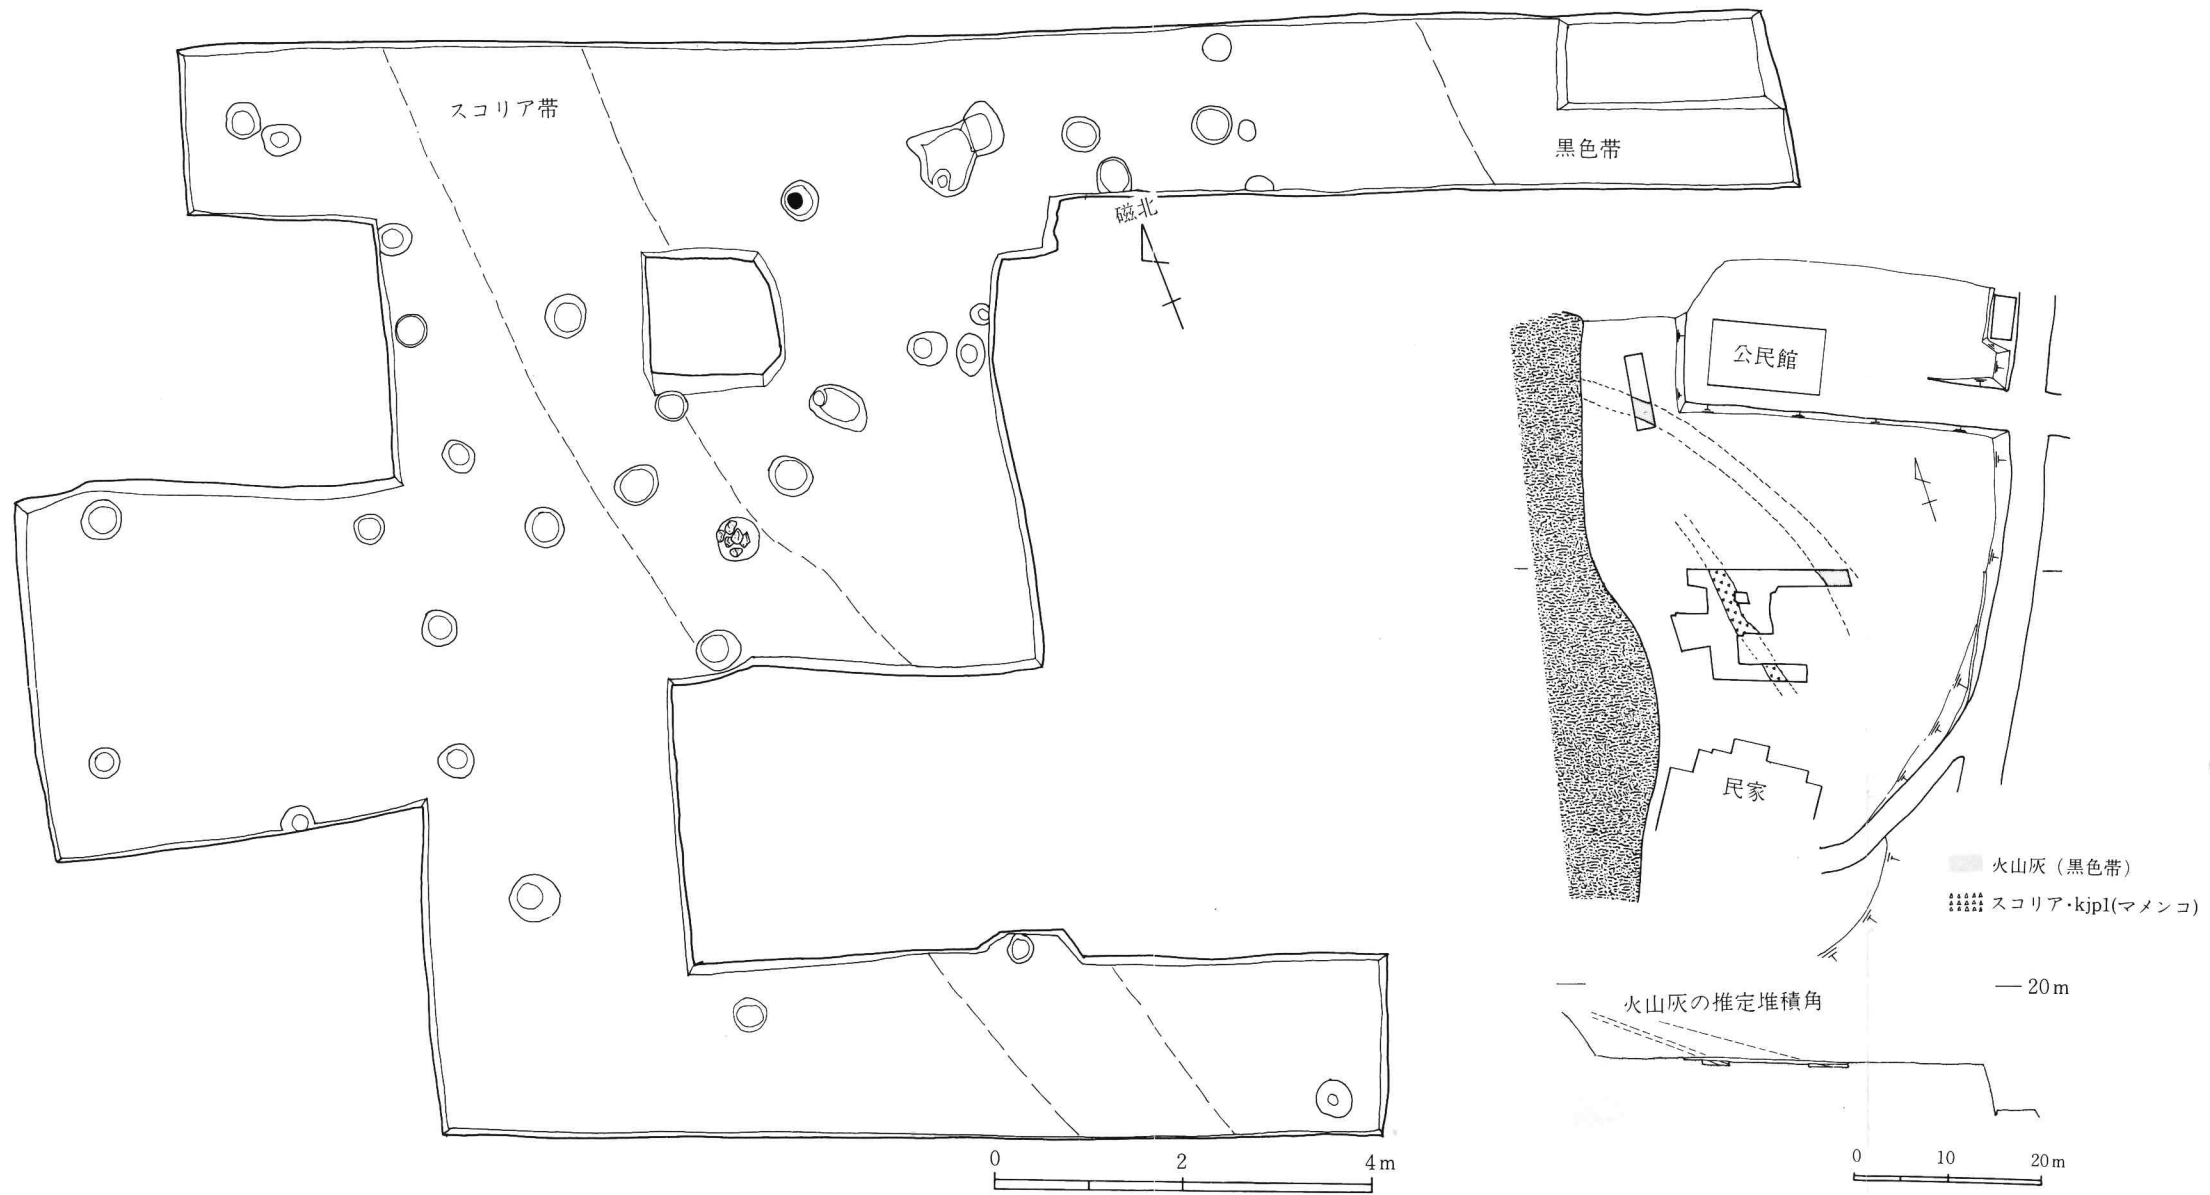 スコリア帯
黒色帯
磁北
公民館
民家
火山灰（黒色帯）
スコリア・kjpI(マメンコ)
20m
火山灰の推定堆積角
0 2 4m
0 10 20m